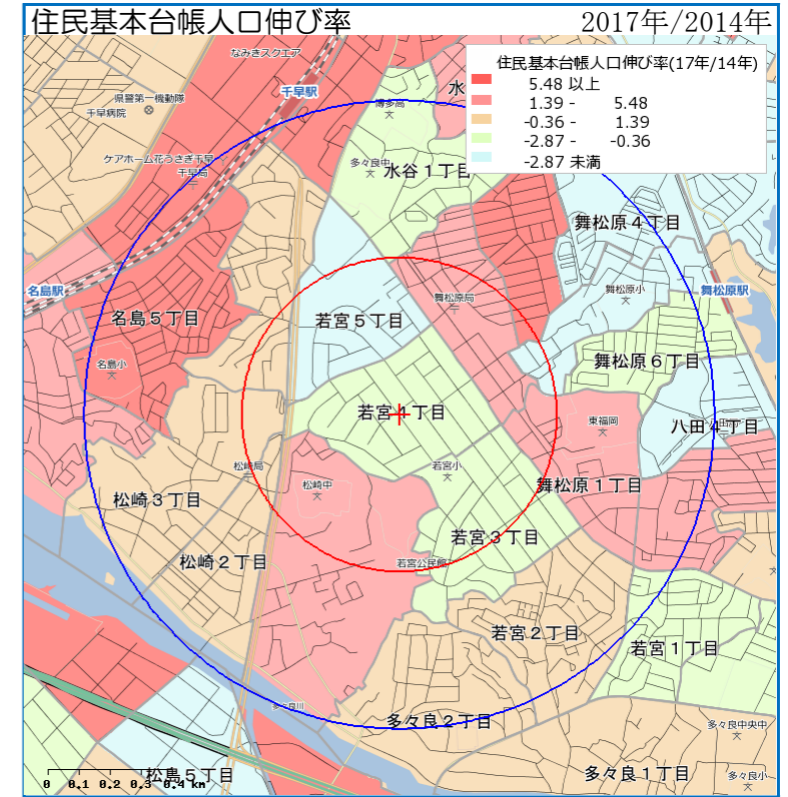 住民基本台帳人口伸び率 2017年/2014年
住民基本台帳人口伸び率(17年/14年)
5.48 以上
1.39 - 5.48
-0.36 - 1.39
-2.87 - -0.36
-2.87 未満
なみきスクエア
千早駅
水
県警第一機動隊
千早病院
博多高
ケアホーム花うさぎ千早
千早局
多々良中
水谷1丁目
舞松原4丁目
名島駅
舞松原局
舞松原小
舞松原駅
名島5丁目
若宮5丁目
名島小
舞松原6丁目
若宮4丁目
東福岡
八田4丁目
松崎局
若宮小
松崎中
舞松原1丁目
松崎3丁目
若宮3丁目
松崎2丁目
若宮公民館
若宮2丁目
若宮1丁目
多々良川
多々良2丁目
多々良中央中
松島5丁目
多々良1丁目
多々良小
0 0.1 0.2 0.3 0.4 km